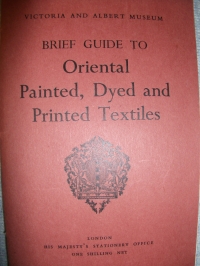 VICTORIA AND ALBERT MUSEUM
BRIEF GUIDE TO
Oriental
Painted, Dyed and
Printed Textiles
LONDON
HIS MAJESTY'S STATIONERY OFFICE
ONE SHILLING NET